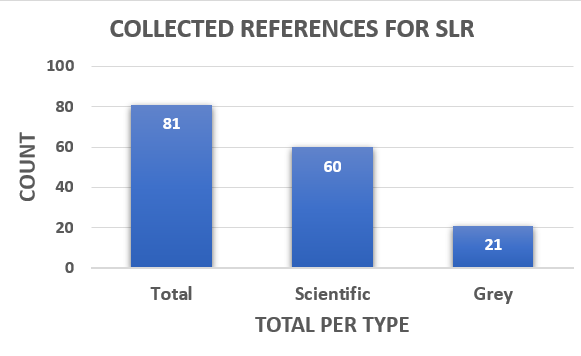 COLLECTED REFERENCES FOR SLR
100
80
60
40
20
0
COUNT
81
60
21
Total Scientific Grey
TOTAL PER TYPE